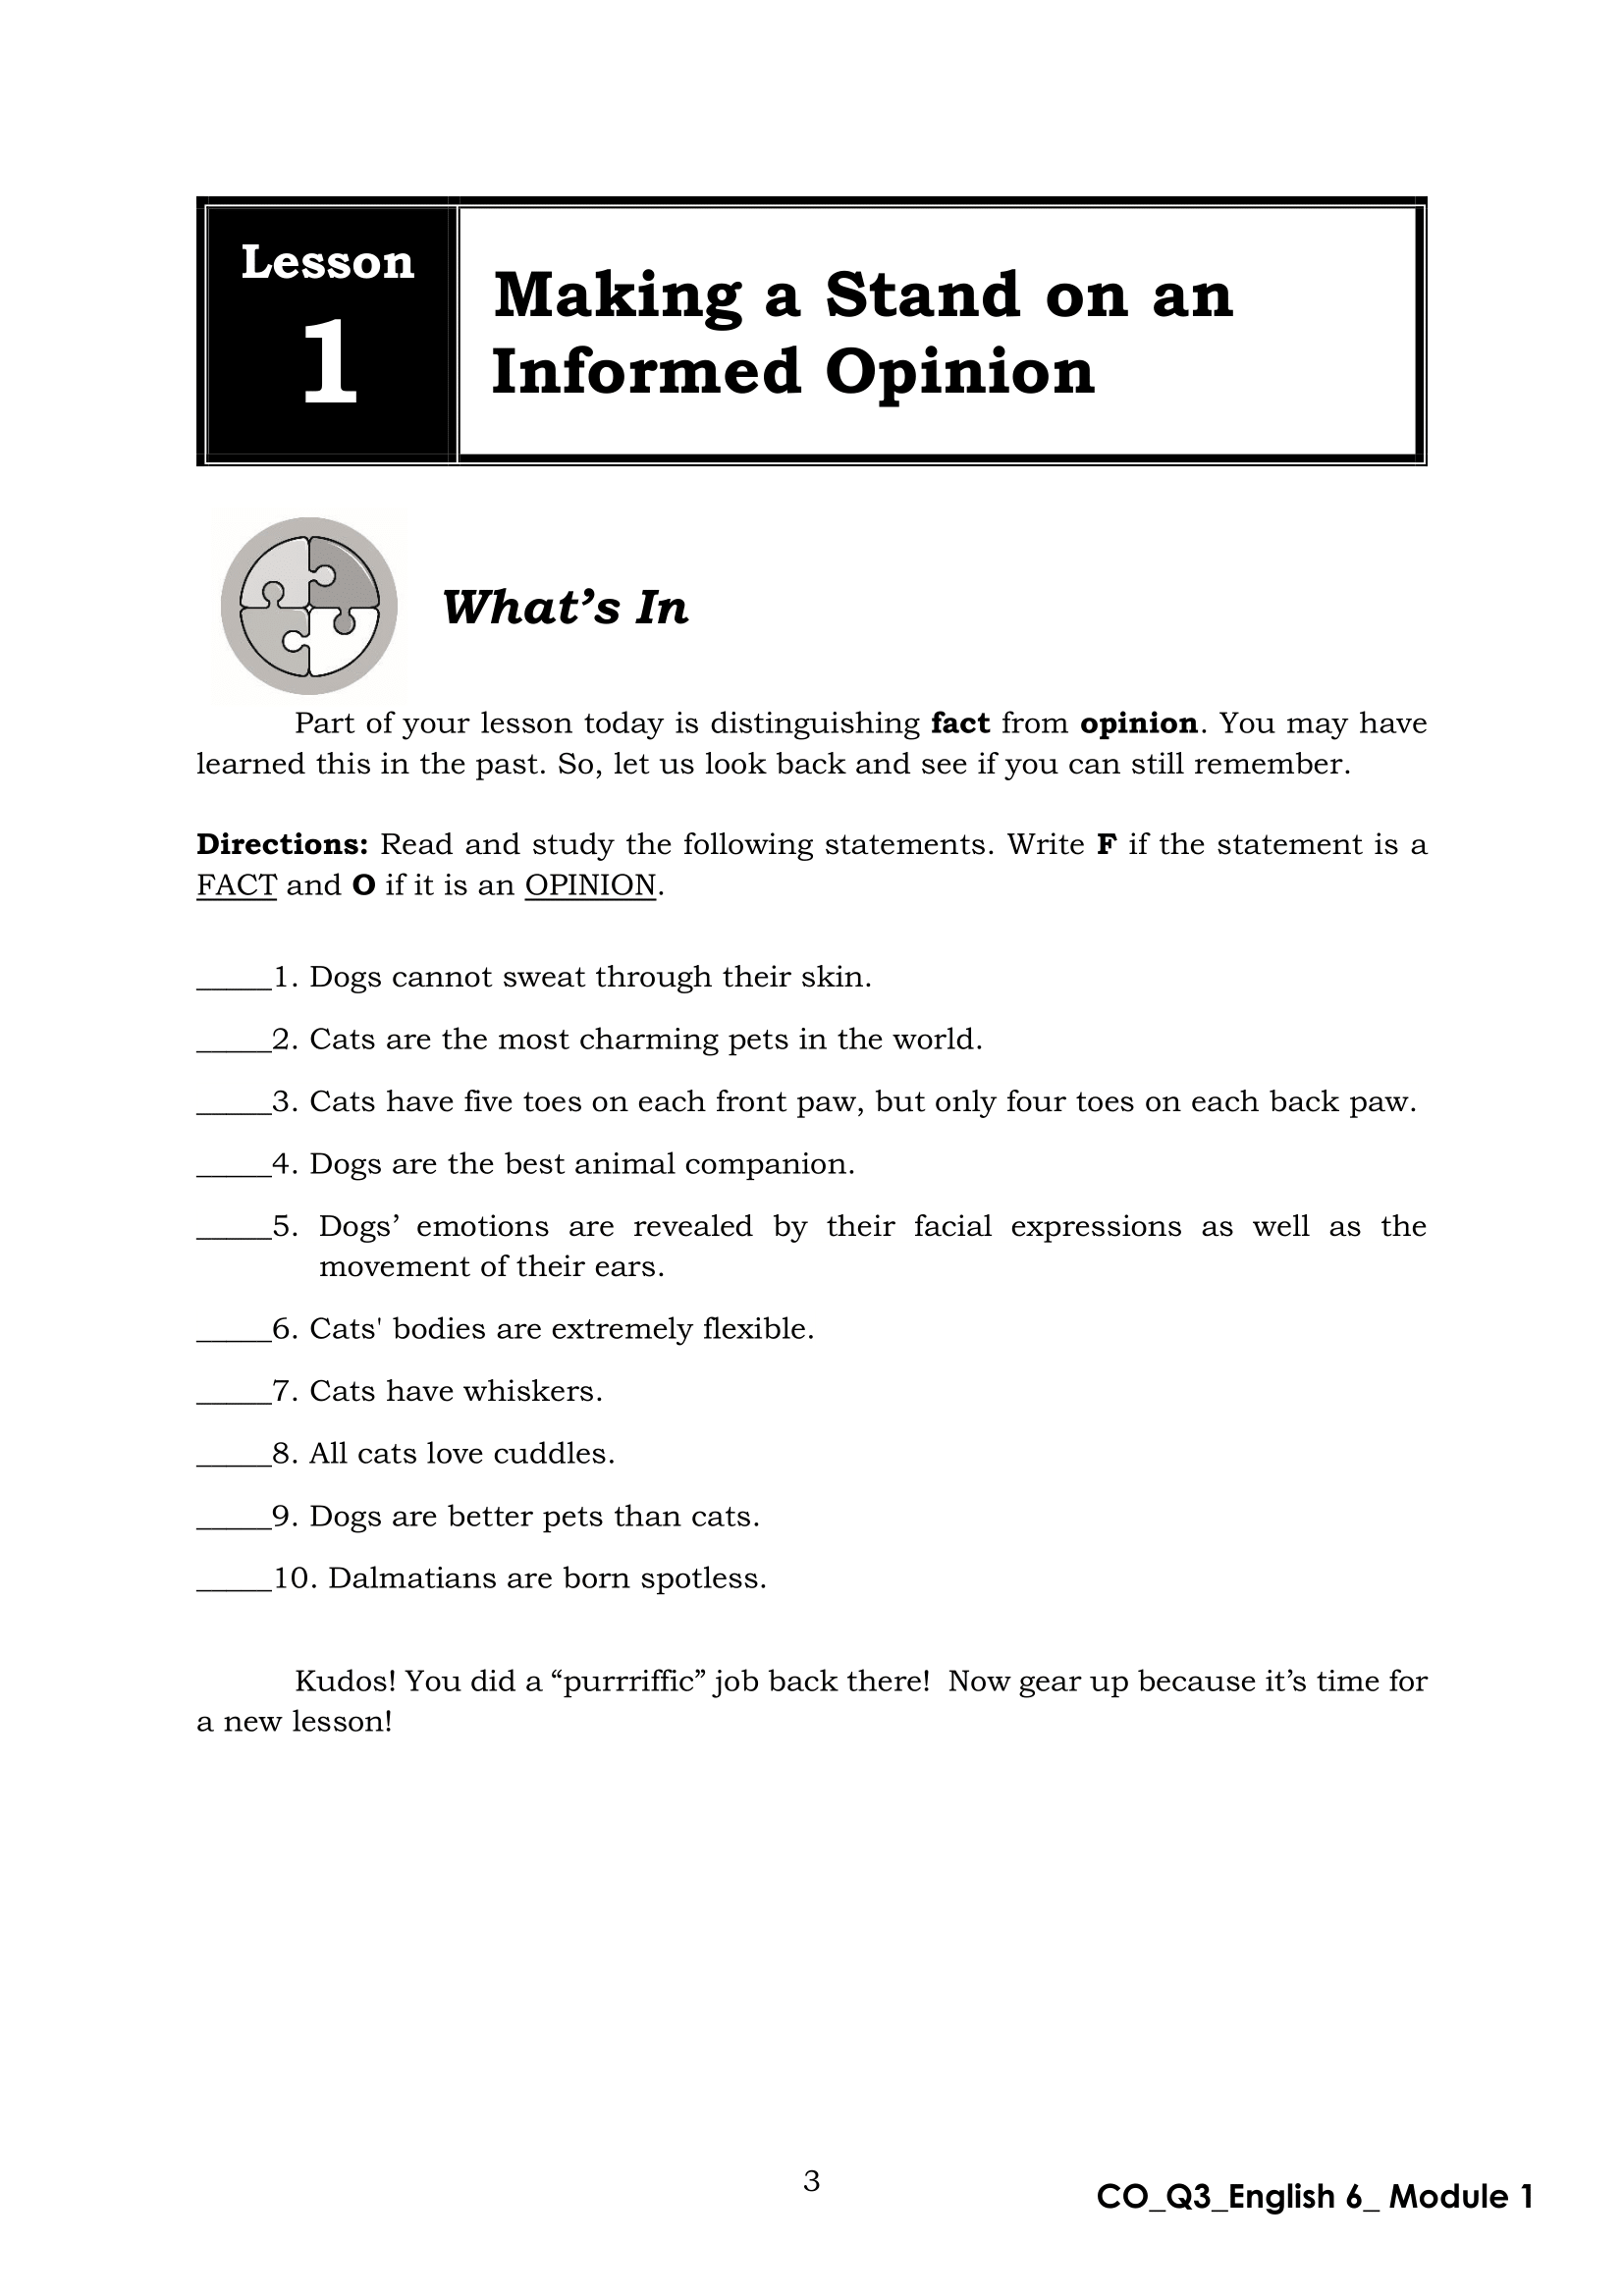 Lesson
1
Making a Stand on an
Informed Opinion
What’s In
Part of your lesson today is distinguishing fact from opinion. You may have
learned this in the past. So, let us look back and see if you can still remember.
Directions: Read and study the following statements. Write F if the statement is a
FACT and O if it is an OPINION.
_____1. Dogs cannot sweat through their skin.
_____2. Cats are the most charming pets in the world.
_____3. Cats have five toes on each front paw, but only four toes on each back paw.
_____4. Dogs are the best animal companion.
_____5. Dogs’ emotions are revealed by their facial expressions as well as the
movement of their ears.
_____6. Cats' bodies are extremely flexible.
_____7. Cats have whiskers.
_____8. All cats love cuddles.
_____9. Dogs are better pets than cats.
_____10. Dalmatians are born spotless.
Kudos! You did a “purrriffic” job back there!  Now gear up because it’s time for
a new lesson!
3
CO_Q3_English 6_ Module 1